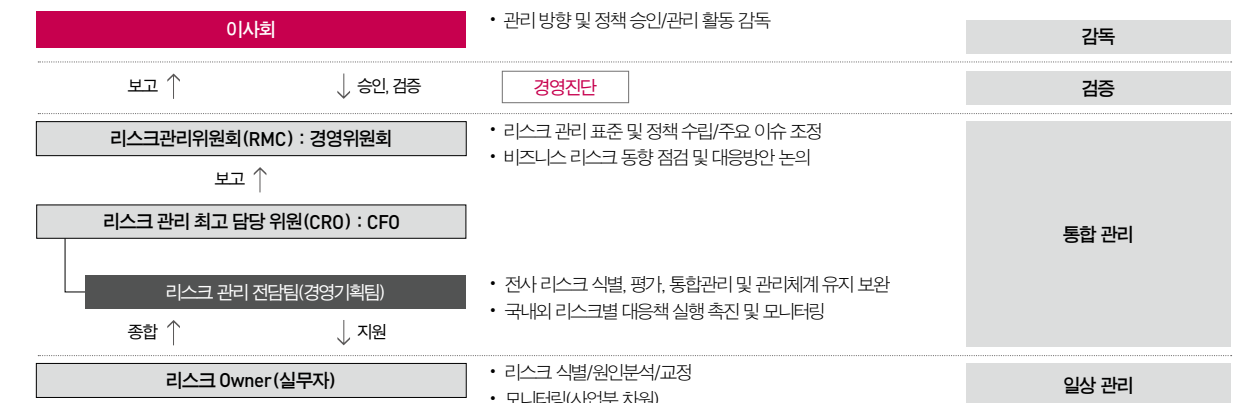 이사회
• 관리 방향 및 정책 승인/관리 활동 감독
감독
보고 ↑
↓ 승인, 검증
경영진단
검증
리스크관리위원회(RMC) : 경영위원회
• 리스크 관리 표준 및 정책 수립/주요 이슈 조정
• 비즈니스 리스크 동향 점검 및 대응방안 논의
보고 ↑
리스크 관리 최고 담당 위원(CRO) : CFO
통합 관리
리스크 관리 전담팀(경영기획팀)
• 전사 리스크 식별, 평가, 통합관리 및 관리체계 유지 보완
• 국내외 리스크별 대응책 실행 촉진 및 모니터링
종합 ↑
↓ 지원
리스크 Owner(실무자)
• 리스크 식별/원인분석/교정
• 모니터링(사업부 차원)
일상 관리